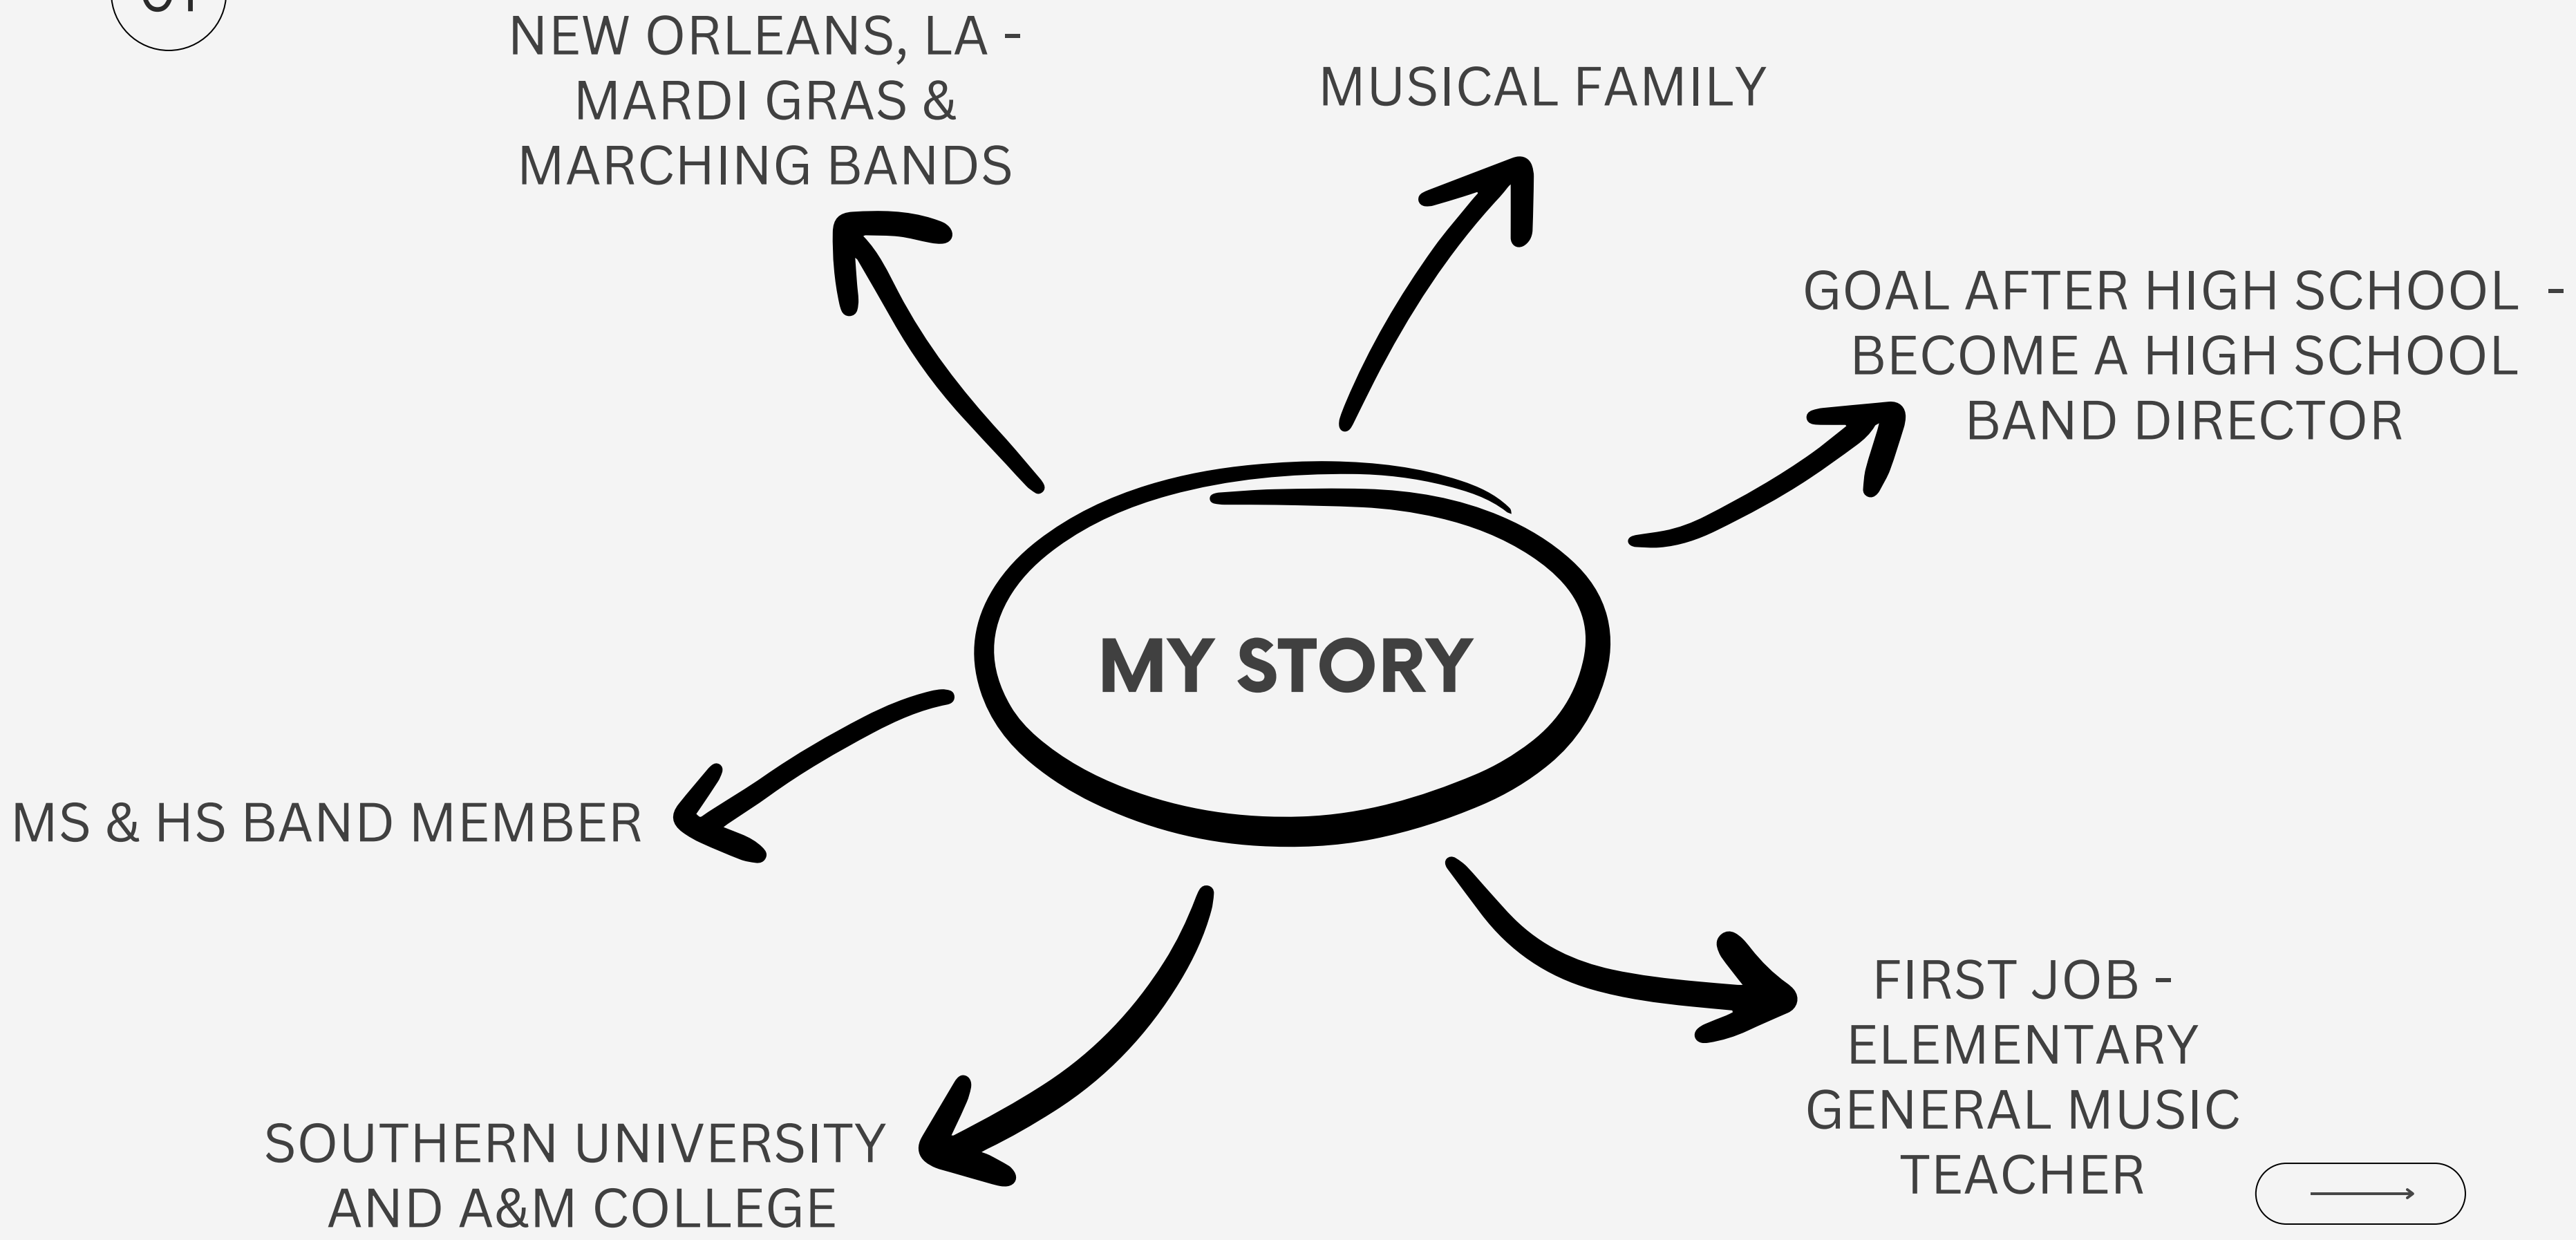 NEW ORLEANS, LA -
MARDI GRAS &
MARCHING BANDS
MUSICAL FAMILY
GOAL AFTER HIGH SCHOOL -
BECOME A HIGH SCHOOL
BAND DIRECTOR
MY STORY
MS & HS BAND MEMBER
FIRST JOB -
ELEMENTARY
GENERAL MUSIC
TEACHER
SOUTHERN UNIVERSITY
AND A&M COLLEGE